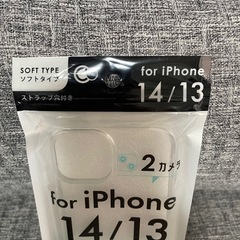 SOFT TYPE
ソフトタイプ
ストラップ穴付き
for iPhone
14/13
2カメラ
for iPhone
14/13